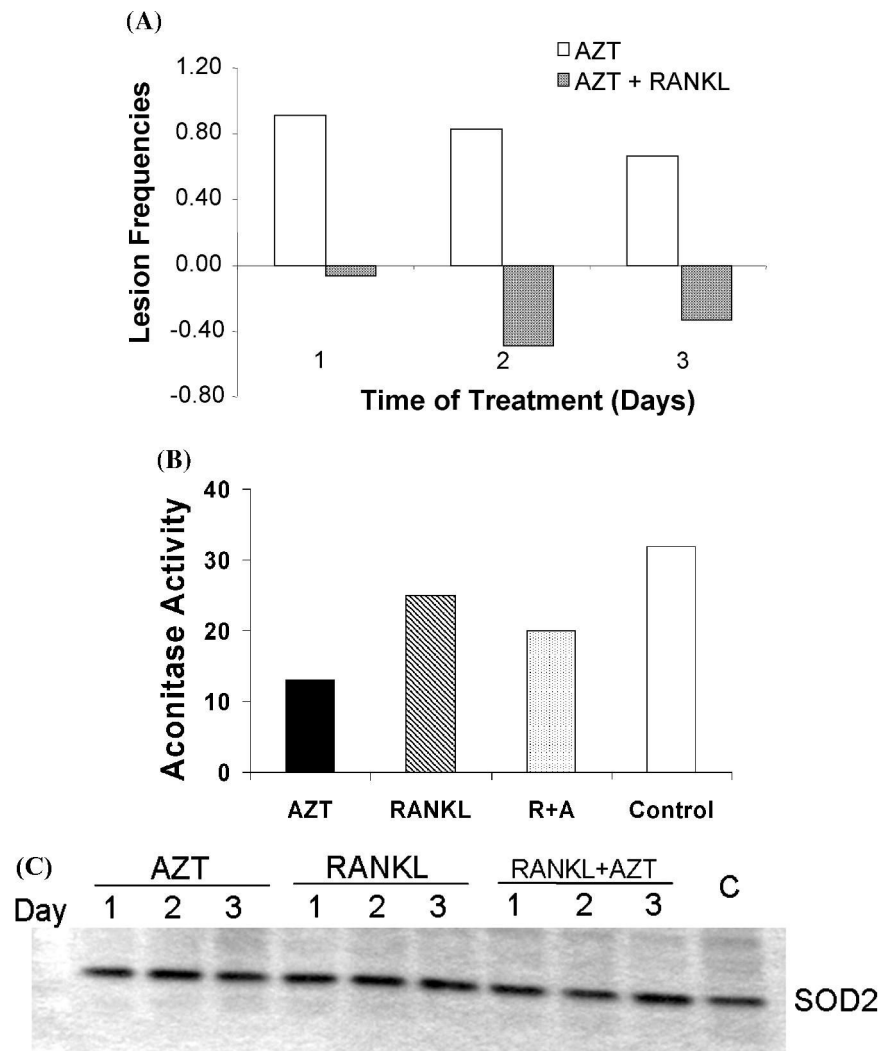 (A)
AZT
AZT + RANKL
Lesion Frequencies
1.20
0.80
0.40
0.00
-0.40
-0.80
1 2 3
Time of Treatment (Days)
(B)
Aconitase Activity
40
30
20
10
0
AZT RANKL R+A Control
(C)
AZT RANKL RANKL+AZT C
Day 1 2 3 1 2 3 1 2 3
SOD2